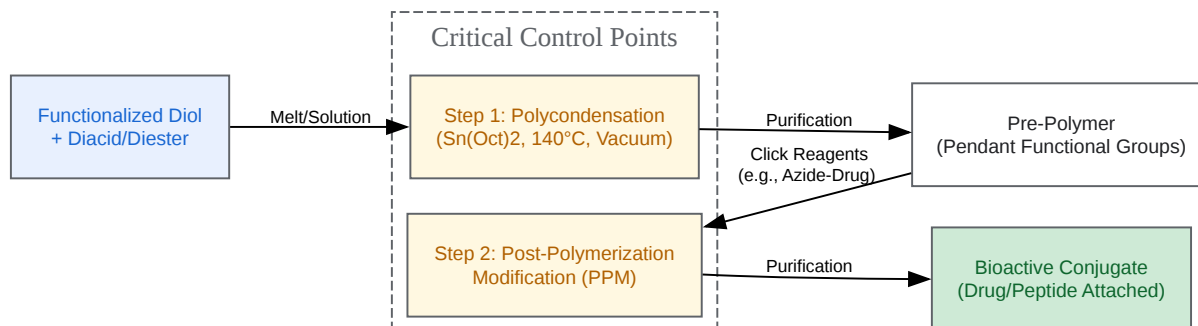 Critical Control Points
Functionalized Diol
+ Diacid/Diester
Melt/Solution
Step 1: Polycondensation
(Sn(Oct)2, 140°C, Vacuum)
Purification
Pre-Polymer
(Pendant Functional Groups)
Click Reagents
(e.g., Azide-Drug)
Step 2: Post-Polymerization
Modification (PPM)
Purification
Bioactive Conjugate
(Drug/Peptide Attached)